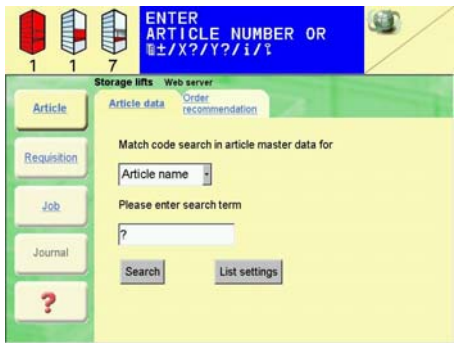 ENTER
ARTICLE NUMBER OR
±/X?/Y?/i/
1 1 7
Storage lifts Web server
Article data
Order
recommendation
Article
Match code search in article master data for
Requisition
Article name
Job
Please enter search term
?
Journal
Search List settings
?